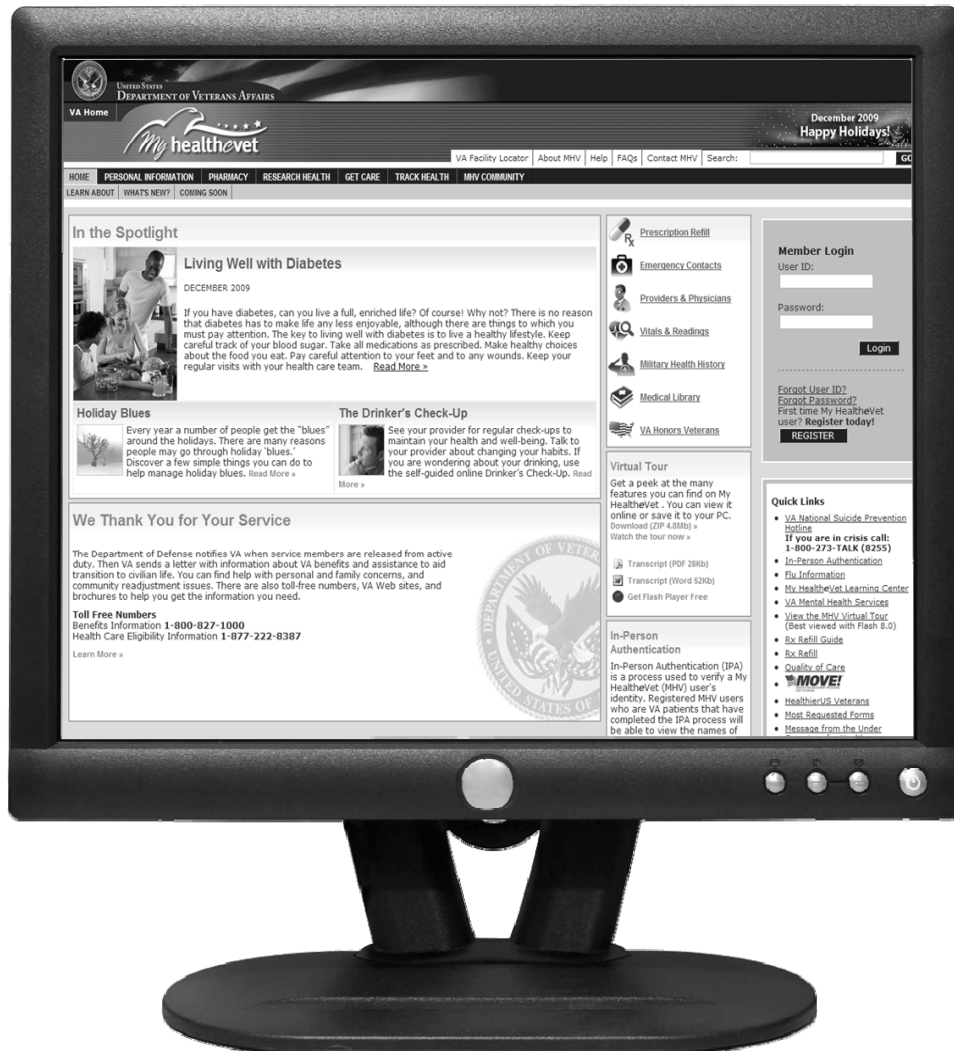 UNITED STATES
DEPARTMENT OF VETERANS AFFAIRS
VA Home
My healthevet
December 2009
Happy Holidays!
VA Facility Locator About MHV Help FAQs Contact MHV Search: GO
HOME PERSONAL INFORMATION PHARMACY RESEARCH HEALTH GET CARE TRACK HEALTH MHV COMMUNITY
LEARN ABOUT WHAT'S NEW? COMING SOON
In the Spotlight
Living Well with Diabetes
DECEMBER 2009
If you have diabetes, can you live a full, enriched life? Of course! Why not? There is no reason
that diabetes has to make life any less enjoyable, although there are things to which you
must pay attention. The key to living well with diabetes is to live a healthy lifestyle. Keep
careful track of your blood sugar. Take all medications as prescribed. Make healthy choices
about the food you eat. Pay careful attention to your feet and to any wounds. Keep your
regular visits with your health care team. Read More »
Holiday Blues
Every year a number of people get the "blues"
around the holidays. There are many reasons
people may go through holiday 'blues.'
Discover a few simple things you can do to
help manage holiday blues. Read More »
The Drinker's Check-Up
See your provider for regular check-ups to
maintain your health and well-being. Talk to
your provider about changing your habits. If
you are wondering about your drinking, use
the self-guided online Drinker's Check-Up. Read
More »
We Thank You for Your Service
The Department of Defense notifies VA when service members are released from active
duty. Then VA sends a letter with information about VA benefits and assistance to aid
transition to civilian life. You can find help with personal and family concerns, and
community readjustment issues. There are also toll-free numbers, VA Web sites, and
brochures to help you get the information you need.
Toll Free Numbers
Benefits Information 1-800-827-1000
Health Care Eligibility Information 1-877-222-8387
Learn More »
Rx
Prescription Refill
Emergency Contacts
Providers & Physicians
Vitals & Readings
Military Health History
Medical Library
VA Honors Veterans
Virtual Tour
Get a peek at the many
features you can find on My
HealtheVet . You can view it
online or save it to your PC.
Download (ZIP 4.8Mb) »
Watch the tour now »
Transcript (PDF 28Kb)
Transcript (Word 52Kb)
Get Flash Player Free
In-Person
Authentication
In-Person Authentication (IPA)
is a process used to verify a My
HealtheVet (MHV) user's
identity. Registered MHV users
who are VA patients that have
completed the IPA process will
be able to view the names of
Member Login
User ID:
Password:
Login
Forgot User ID?
Forgot Password?
First time My HealtheVet
user? Register today!
REGISTER
Quick Links
VA National Suicide Prevention
Hotline
If you are in crisis call:
1-800-273-TALK (8255)
In-Person Authentication
Flu Information
My HealtheVet Learning Center
VA Mental Health Services
View the MHV Virtual Tour
(Best viewed with Flash 8.0)
Rx Refill Guide
Rx Refill
Quality of Care
MOVE!
HealthierUS Veterans
Most Requested Forms
Message from the Under